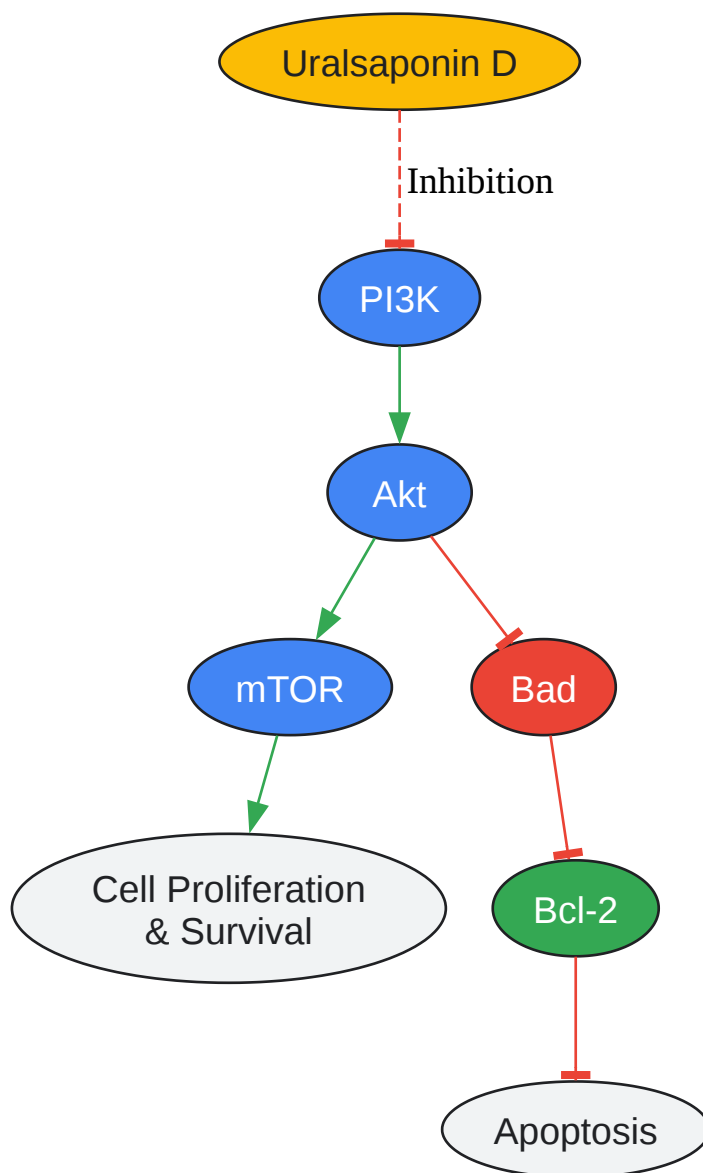 Uralsaponin D
Inhibition
PI3K
Akt
mTOR
Bad
Cell Proliferation
& Survival
Bcl-2
Apoptosis